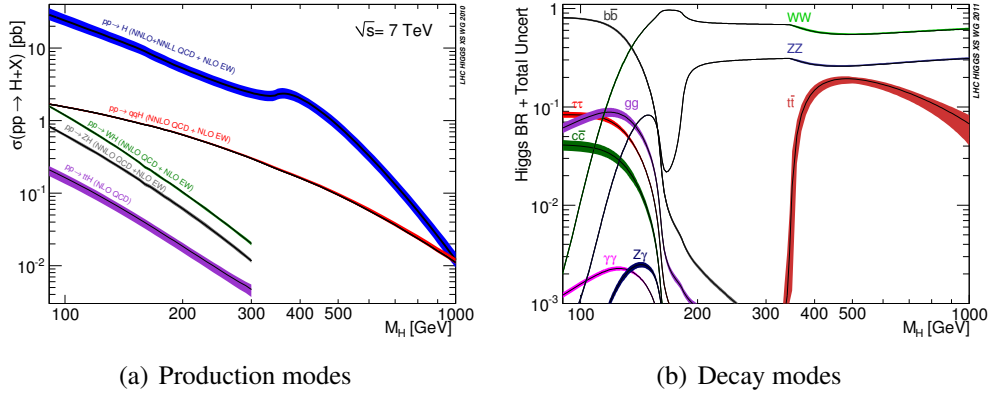 σ(pp → H+X) [pb]
10
1
10⁻¹
10⁻²
√s= 7 TeV
LHC HIGGS XS WG 2010
pp → H (NNLO+NNLL QCD + NLO EW)
pp → qqH (NNLO QCD + NLO EW)
pp → WH (NNLO QCD + NLO EW)
pp → ZH (NNLO QCD + NLO EW)
pp → ttH (NLO QCD)
100 200 300 400 500 1000
M_H [GeV]
(a) Production modes
Higgs BR + Total Uncert
1
10⁻¹
10⁻²
10⁻³
LHC HIGGS XS WG 2011
bb̄
WW
ZZ
ττ
gg
cc̄
tt̄
γγ
Zγ
100 200 300 400 500 1000
M_H [GeV]
(b) Decay modes